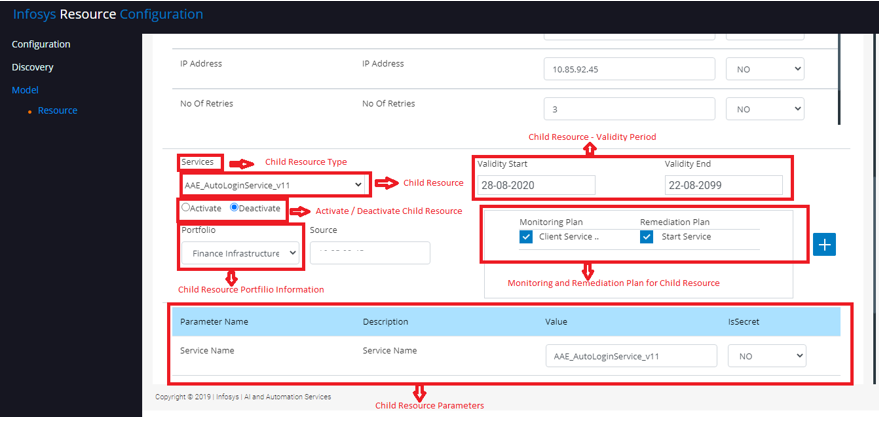 Infosys Resource Configuration
Configuration
Discovery
Model
Resource
IP Address IP Address 10.85.92.45 NO
No Of Retries No Of Retries 3 NO
Child Resource - Validity Period
Services Child Resource Type
Validity Start Validity End
AAE_AutoLoginService_v11 Child Resource 28-08-2020 22-08-2099
Activate Deactivate Activate / Deactivate Child Resource
Monitoring Plan Remediation Plan
Portfolio Source
Client Service .. Start Service
Finance Infrastructure
Child Resource Portfilio Information
Monitoring and Remediation Plan for Child Resource
Parameter Name Description Value IsSecret
Service Name Service Name AAE_AutoLoginService_v11 NO
Copyright © 2019 | Infosys | AI and Automation Services
Child Resource Parameters